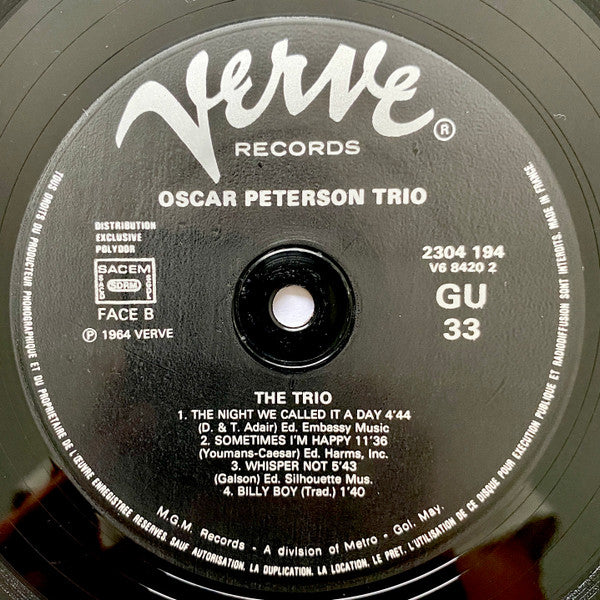 Verve ®
RECORDS
OSCAR PETERSON TRIO
DISTRIBUTION
EXCLUSIVE
POLYDOR
SACEM
SACD SDRM SGDL
FACE B
℗ 1964 VERVE
2304 194
V6 8420 2
GU
33
THE TRIO
1. THE NIGHT WE CALLED IT A DAY 4'44
(D. & T. Adair) Ed. Embassy Music
2. SOMETIMES I'M HAPPY 11'36
(Youmans-Caesar) Ed. Harms, Inc.
3. WHISPER NOT 5'43
(Galson) Ed. Silhouette Mus.
4. BILLY BOY (Trad.) 1'40
M.G.M. Records - A division of Metro - Gol. May.
TOUS DROITS DU PRODUCTEUR PHONOGRAPHIQUE ET DU PROPRIETAIRE DE L'ŒUVRE ENREGISTREE RESERVES. SAUF AUTORISATION. LA DUPLICATION. LA LOCATION. LE PRET. L'UTILISATION DE CE DISQUE POUR EXECUTION PUBLIQUE ET RADIODIFFUSION SONT INTERDITS. MADE IN FRANCE.